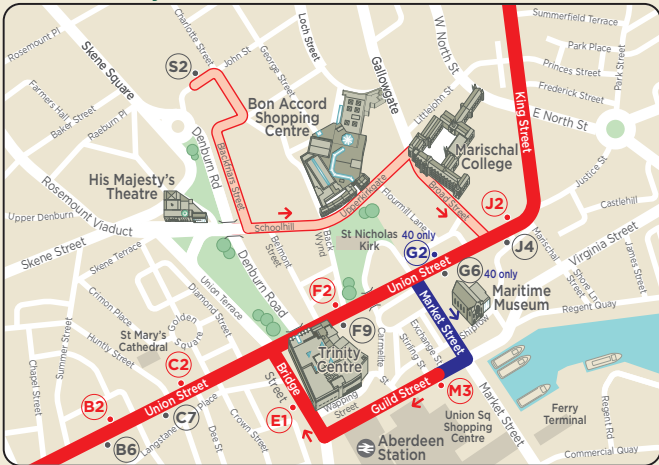 Rosemount Pl
Skene Square
Charlotte Street
John St
George Street
Loch Street
Gallowgate
W North St
Summerfield Terrace
Park Place
Princes Street
Frederick Street
Park Street
E North St
King Street
S2
Bon Accord
Shopping
Centre
Littlejohn St
Marischal
College
Farmers Hall
Baker Street
Raeburn Pl
Denburn Rd
Blackfriars Street
Justice St
His Majesty's
Theatre
Rosemount Viaduct
Upper Denburn
Skene Street
Skene Terrace
Schoolhill
Upperkirkgate
Broad Street
Flourmill Lane
Back
Wynd
Belmont
Street
St Nicholas
Kirk
40 only
G2
J2
J4
Castlehill
Marischal
Street
Virginia Street
James Street
Shore Ln
Regent Quay
Union Street
G6
40 only
Maritime
Museum
Shiprow
Market Street
Denburn Road
Union Terrace
Diamond Street
Golden
Square
Crimon Place
Huntly Street
St Mary's
Cathedral
Summer Street
Chapel Street
F2
F9
Trinity
Centre
Carmelite
St
Stirling St
Exchange St
C2
Union Street
B2
B6
C7
Langstane Place
Dee St
Crown Street
Bridge
Street
E1
Wapping
Street
Guild Street
M3
Market Street
Union Sq
Shopping
Centre
Aberdeen
Station
Ferry
Terminal
Regent Rd
Commercial Quay